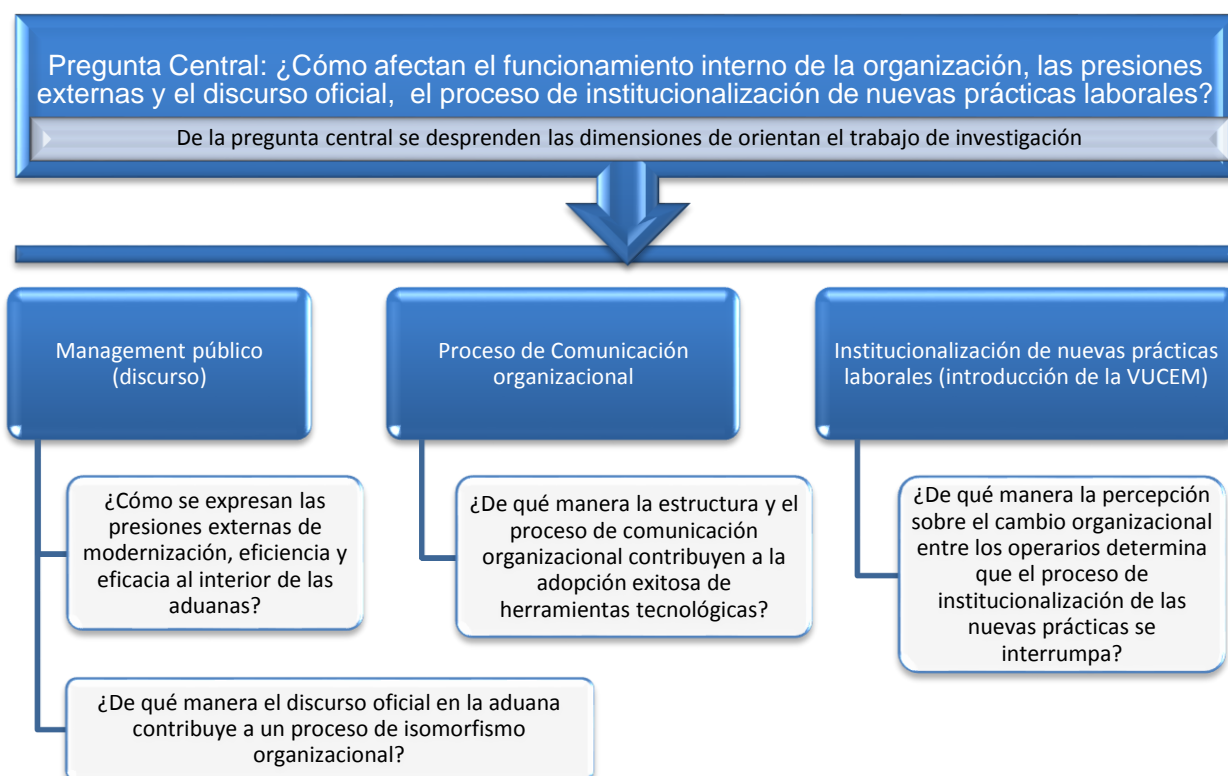 Pregunta Central: ¿Cómo afectan el funcionamiento interno de la organización, las presiones
externas y el discurso oficial, el proceso de institucionalización de nuevas prácticas laborales?
De la pregunta central se desprenden las dimensiones de orientan el trabajo de investigación
Management público
(discurso)
¿Cómo se expresan las
presiones externas de
modernización, eficiencia y
eficacia al interior de las
aduanas?
¿De qué manera el discurso oficial en la aduana
contribuye a un proceso de isomorfismo
organizacional?
Proceso de Comunicación
organizacional
¿De qué manera la estructura y el
proceso de comunicación
organizacional contribuyen a la
adopción exitosa de
herramientas tecnológicas?
Institucionalización de nuevas prácticas
laborales (introducción de la VUCEM)
¿De qué manera la percepción
sobre el cambio organizacional
entre los operarios determina
que el proceso de
institucionalización de las
nuevas prácticas se
interrumpa?